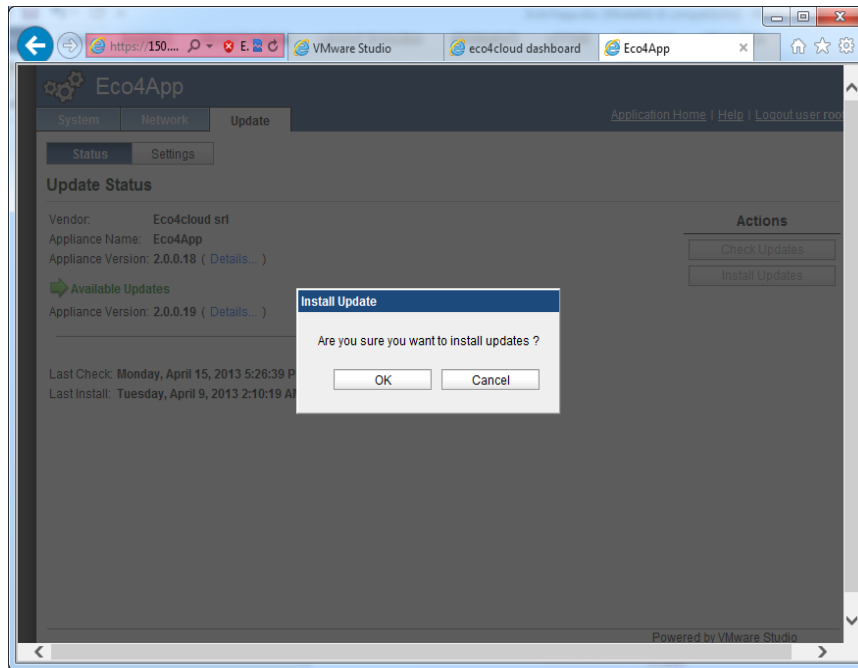 https://150.... E.
VMware Studio
eco4cloud dashboard
Eco4App
Eco4App
System
Network
Update
Application Home | Help | Logout user roo
Status
Settings
Update Status
Vendor: Eco4cloud srl
Appliance Name: Eco4App
Appliance Version: 2.0.0.18 ( Details... )
Available Updates
Appliance Version: 2.0.0.19 ( Details... )
Last Check: Monday, April 15, 2013 5:26:39 P
Last Install: Tuesday, April 9, 2013 2:10:19 A
Actions
Check Updates
Install Updates
Install Update
Are you sure you want to install updates ?
OK
Cancel
Powered by VMware Studio